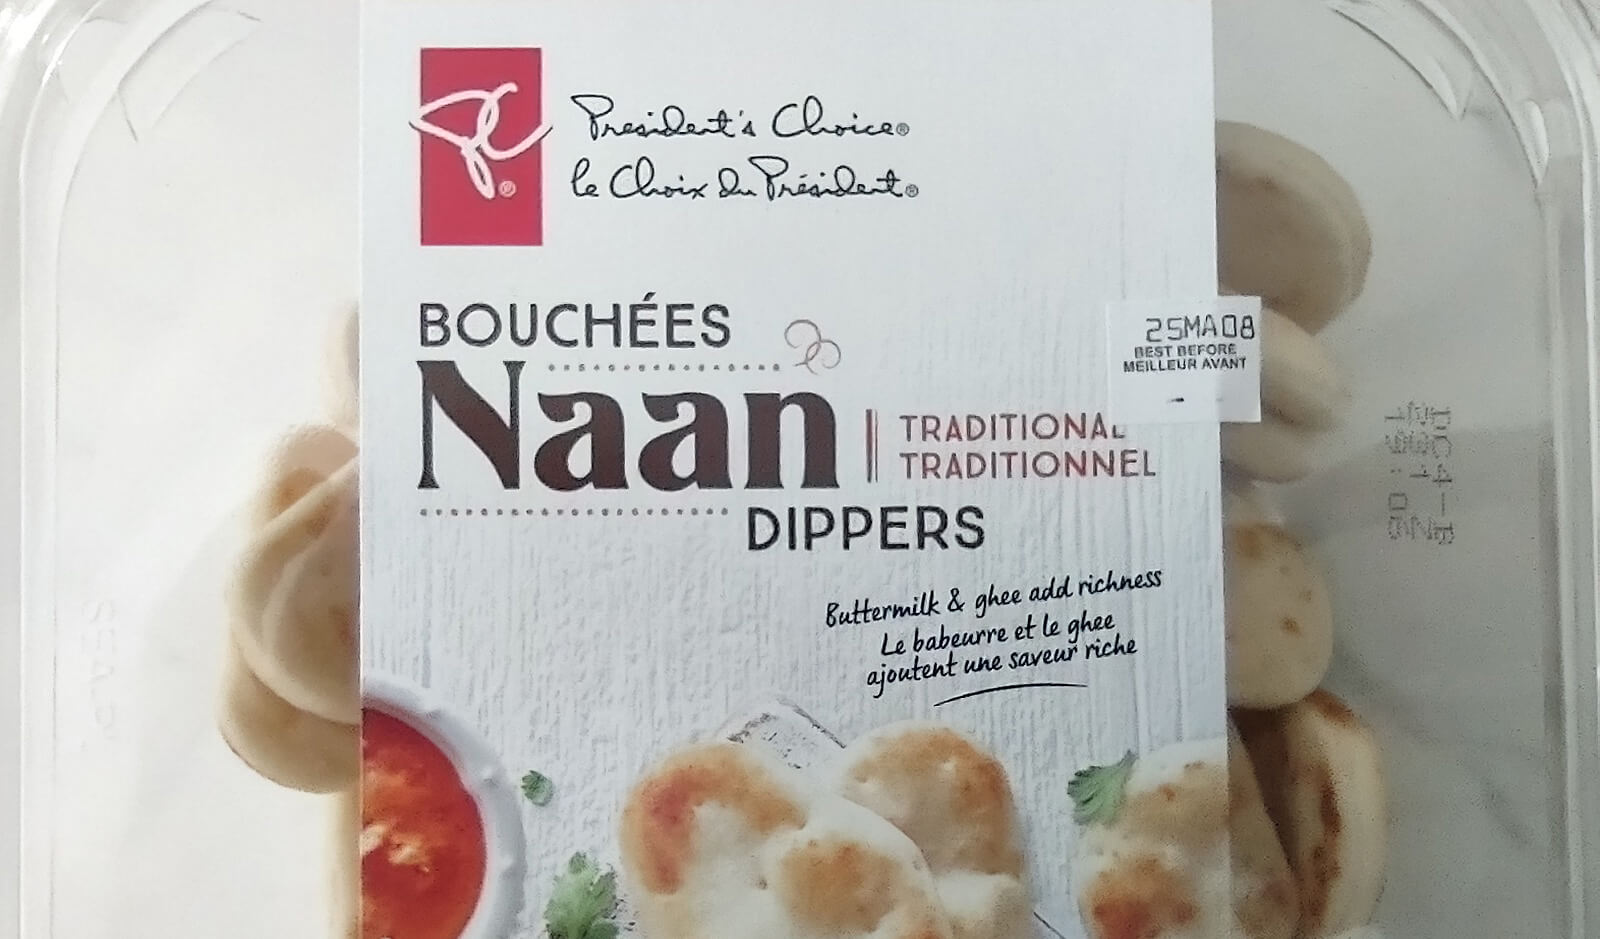 President's Choice®
le Choix du Président®
BOUCHÉES
Naan
TRADITIONAL
TRADITIONNEL
DIPPERS
25MA08
BEST BEFORE
MEILLEUR AVANT
Buttermilk & ghee add richness
Le babeurre et le ghee
ajoutent une saveur riche